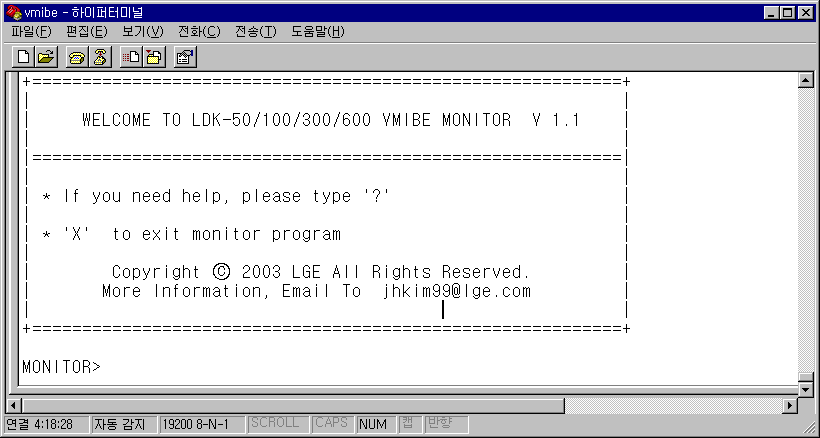 vmibe - 하이퍼터미널
파일(F) 편집(E) 보기(V) 전화(C) 전송(T) 도움말(H)
+===========================================================+
WELCOME TO LDK-50/100/300/600 VMIBE MONITOR V 1.1
|===========================================================|
* If you need help, please type '?'
* 'X' to exit monitor program
Copyright ⓒ 2003 LGE All Rights Reserved.
More Information, Email To jhkim99@lge.com
+===========================================================+
MONITOR>
연결 4:18:28 자동 감지 19200 8-N-1 SCROLL CAPS NUM 캡 반향